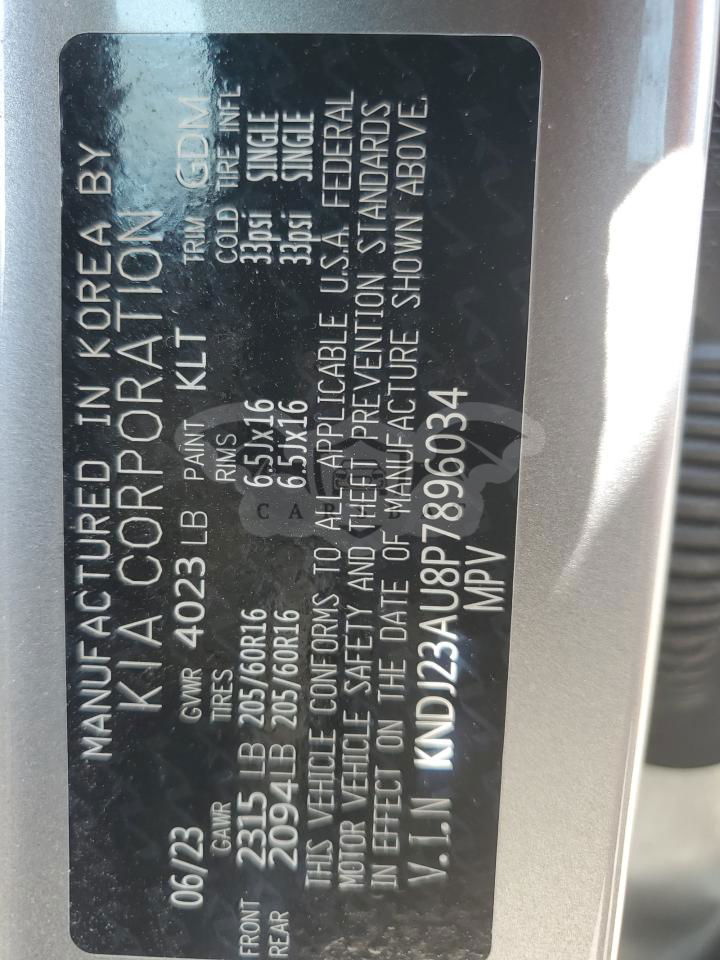 MANUFACTURED IN KOREA BY
KIA CORPORATION
06/23 GVWR 4023 LB PAINT KLT TRIM GDM
GAWR TIRES RIMS COLD TIRE INFL
FRONT 2315 LB 205/60R16 6.5Jx16 33psi SINGLE
REAR 2094LB 205/60R16 6.5Jx16 33psi SINGLE
THIS VEHICLE CONFORMS TO ALL APPLICABLE U.S.A. FEDERAL
MOTOR VEHICLE SAFETY AND THEFT PREVENTION STANDARDS
IN EFFECT ON THE DATE OF MANUFACTURE SHOWN ABOVE.
V.I.N KNDJ23AU8P7896034
MPV